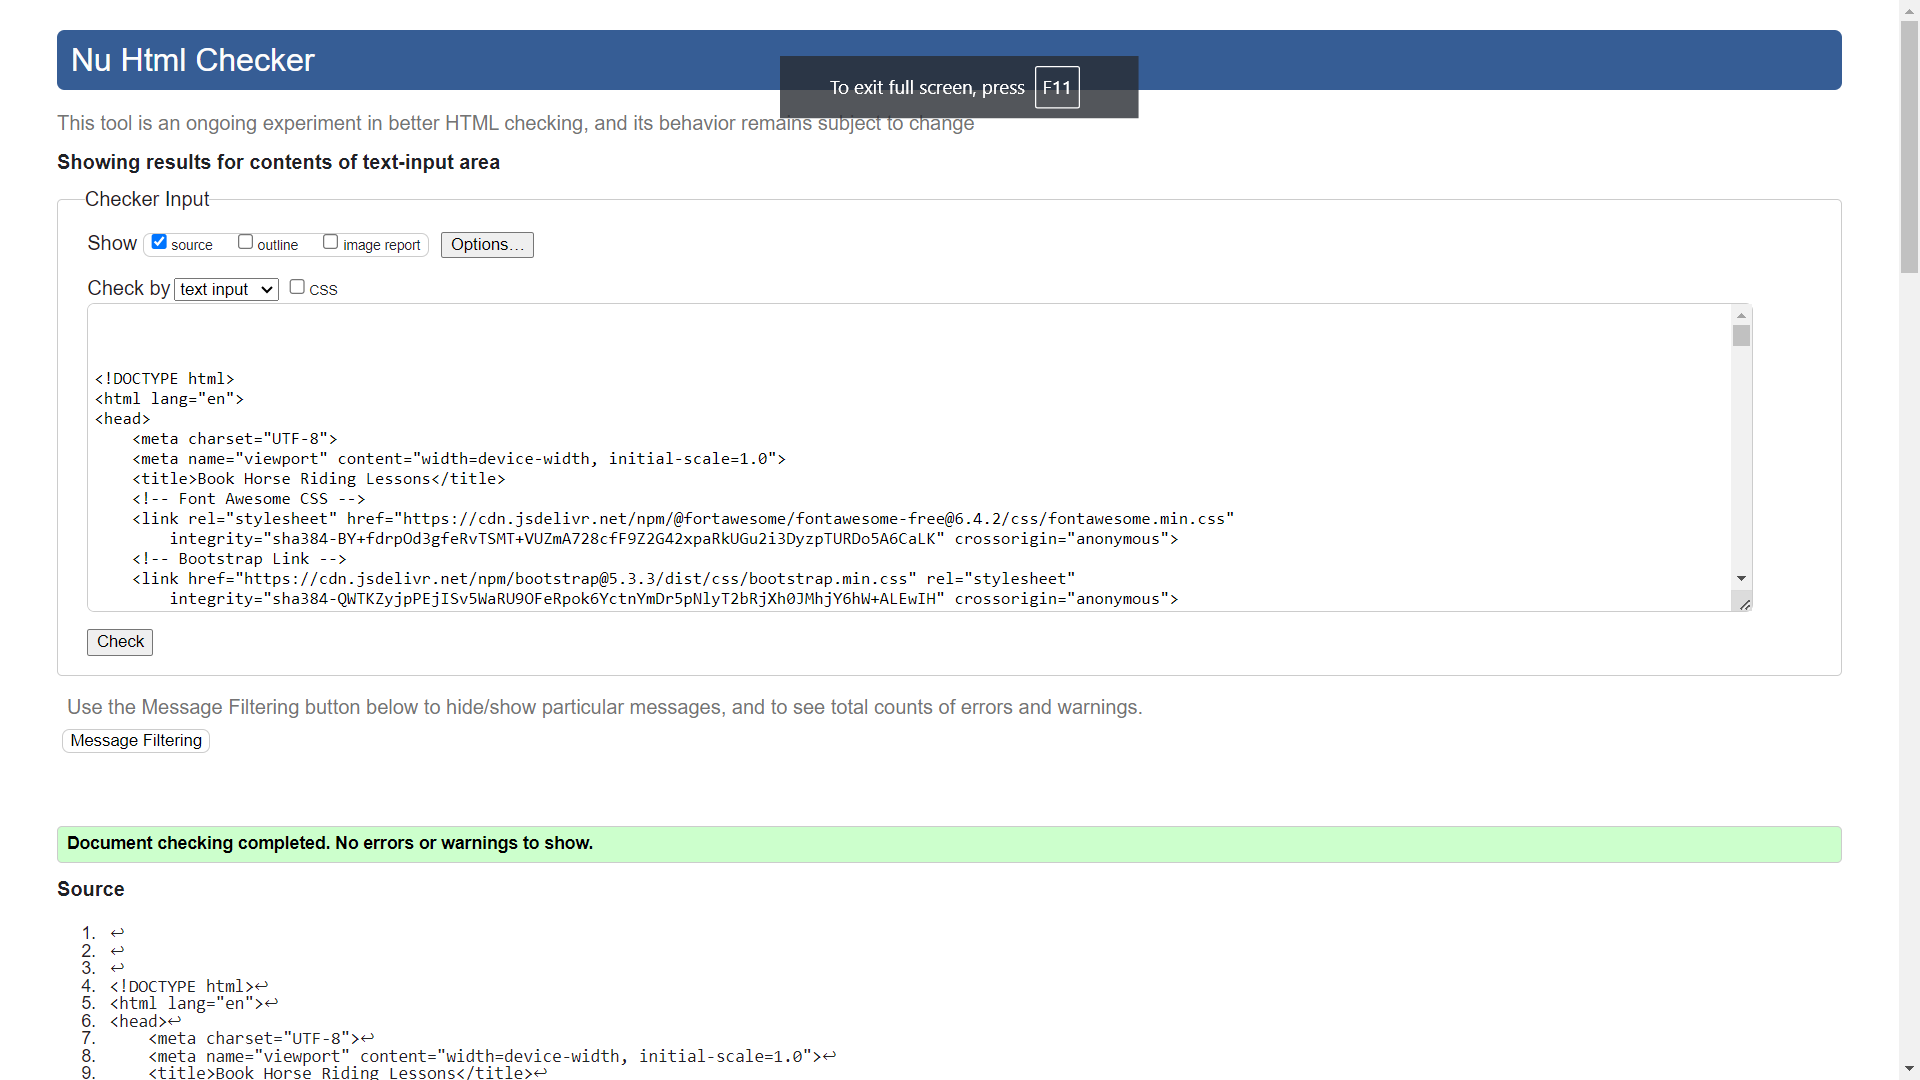 Nu Html Checker
To exit full screen, press F11
This tool is an ongoing experiment in better HTML checking, and its behavior remains subject to change
Showing results for contents of text-input area
Checker Input
Show source outline image report Options...
Check by text input CSS
<!DOCTYPE html>
<html lang="en">
<head>
    <meta charset="UTF-8">
    <meta name="viewport" content="width=device-width, initial-scale=1.0">
    <title>Book Horse Riding Lessons</title>
    <!-- Font Awesome CSS -->
    <link rel="stylesheet" href="https://cdn.jsdelivr.net/npm/@fortawesome/fontawesome-free@6.4.2/css/fontawesome.min.css"
        integrity="sha384-BY+fdrpOd3gfeRvTSMT+VUZmA728cfF9Z2G42xpaRkUGu2i3DyzpTURDo5A6CaLK" crossorigin="anonymous">
    <!-- Bootstrap Link -->
    <link href="https://cdn.jsdelivr.net/npm/bootstrap@5.3.3/dist/css/bootstrap.min.css" rel="stylesheet"
        integrity="sha384-QWTKZyjpPEjISv5WaRU9OFeRpok6YctnYmDr5pNlyT2bRjXh0JMhjY6hW+ALEwIH" crossorigin="anonymous">
Check
Use the Message Filtering button below to hide/show particular messages, and to see total counts of errors and warnings.
Message Filtering
Document checking completed. No errors or warnings to show.
Source
1. ↩
2. ↩
3. ↩
4. <!DOCTYPE html>↩
5. <html lang="en">↩
6. <head>↩
7.     <meta charset="UTF-8">↩
8.     <meta name="viewport" content="width=device-width, initial-scale=1.0">↩
9.     <title>Book Horse Riding Lessons</title>↩